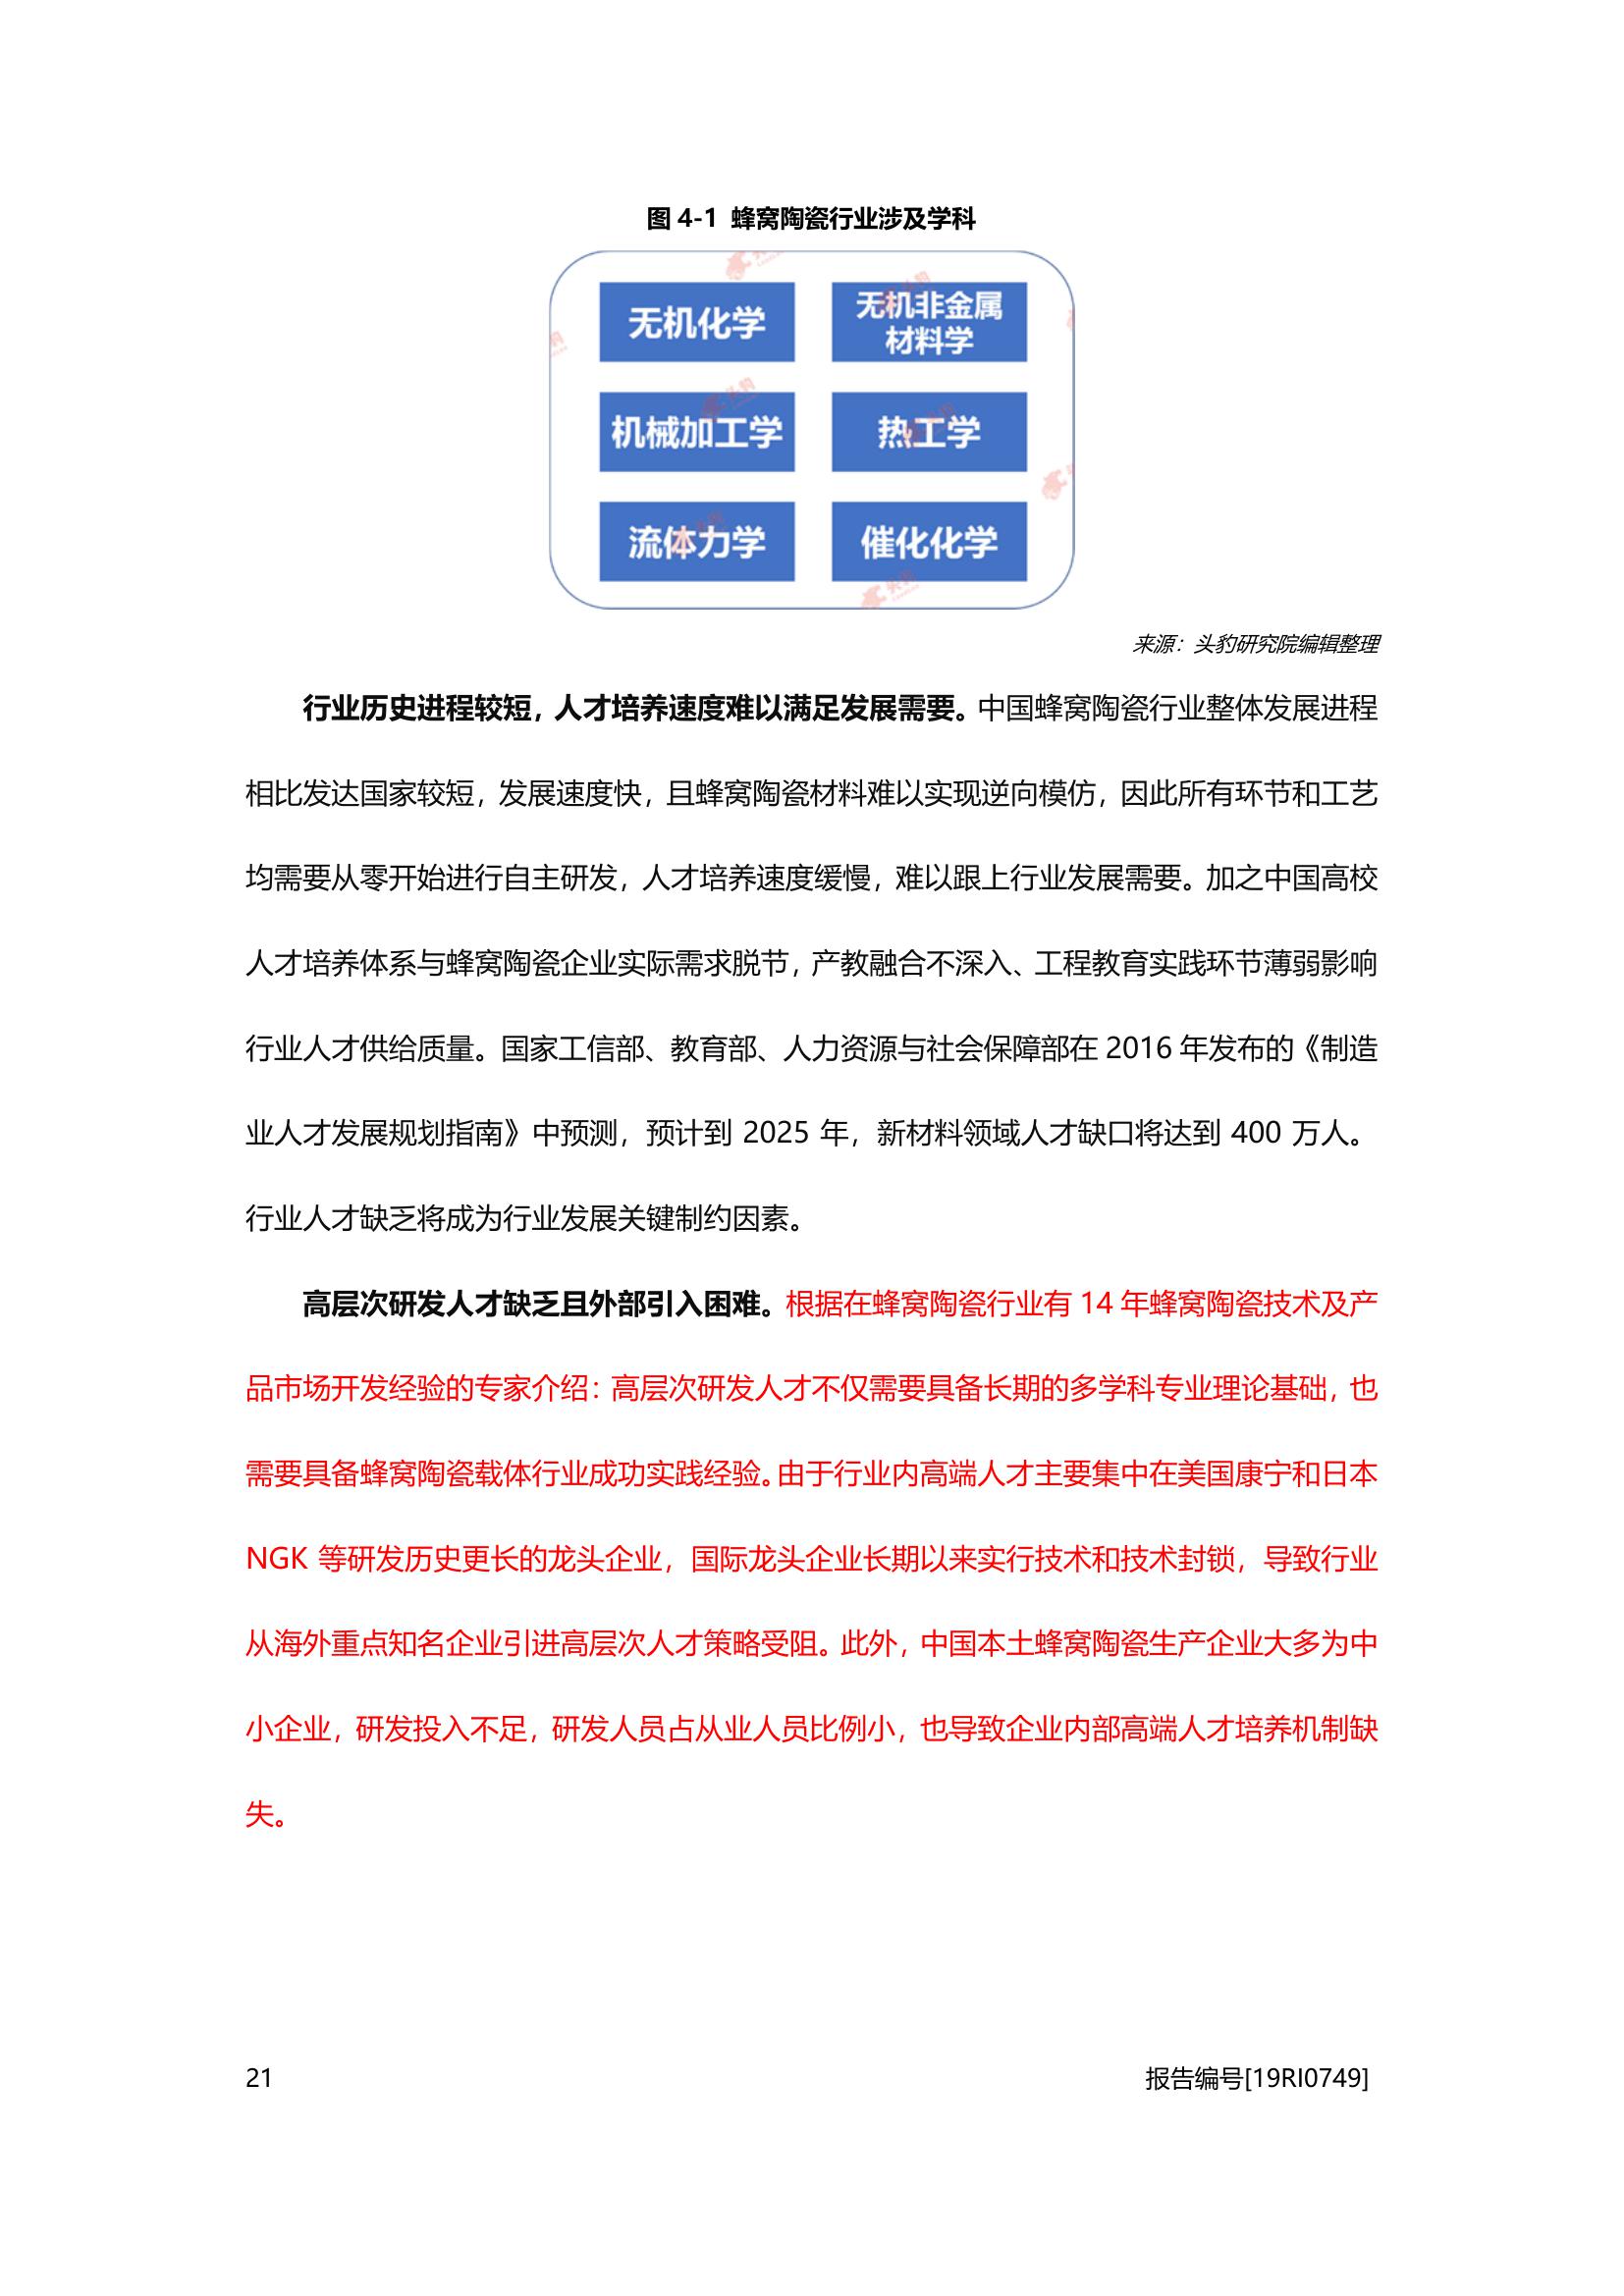 图 4-1 蜂窝陶瓷行业涉及学科
无机化学
无机非金属
材料学
机械加工学
热工学
流体力学
催化化学
来源：头豹研究院编辑整理
行业历史进程较短，人才培养速度难以满足发展需要。中国蜂窝陶瓷行业整体发展进程
相比发达国家较短，发展速度快，且蜂窝陶瓷材料难以实现逆向模仿，因此所有环节和工艺
均需要从零开始进行自主研发，人才培养速度缓慢，难以跟上行业发展需要。加之中国高校
人才培养体系与蜂窝陶瓷企业实际需求脱节，产教融合不深入、工程教育实践环节薄弱影响
行业人才供给质量。国家工信部、教育部、人力资源与社会保障部在 2016 年发布的《制造
业人才发展规划指南》中预测，预计到 2025 年，新材料领域人才缺口将达到 400 万人。
行业人才缺乏将成为行业发展关键制约因素。
高层次研发人才缺乏且外部引入困难。根据在蜂窝陶瓷行业有 14 年蜂窝陶瓷技术及产
品市场开发经验的专家介绍：高层次研发人才不仅需要具备长期的多学科专业理论基础，也
需要具备蜂窝陶瓷载体行业成功实践经验。由于行业内高端人才主要集中在美国康宁和日本
NGK 等研发历史更长的龙头企业，国际龙头企业长期以来实行技术和技术封锁，导致行业
从海外重点知名企业引进高层次人才策略受阻。此外，中国本土蜂窝陶瓷生产企业大多为中
小企业，研发投入不足，研发人员占从业人员比例小，也导致企业内部高端人才培养机制缺
失。
21
报告编号[19RI0749]